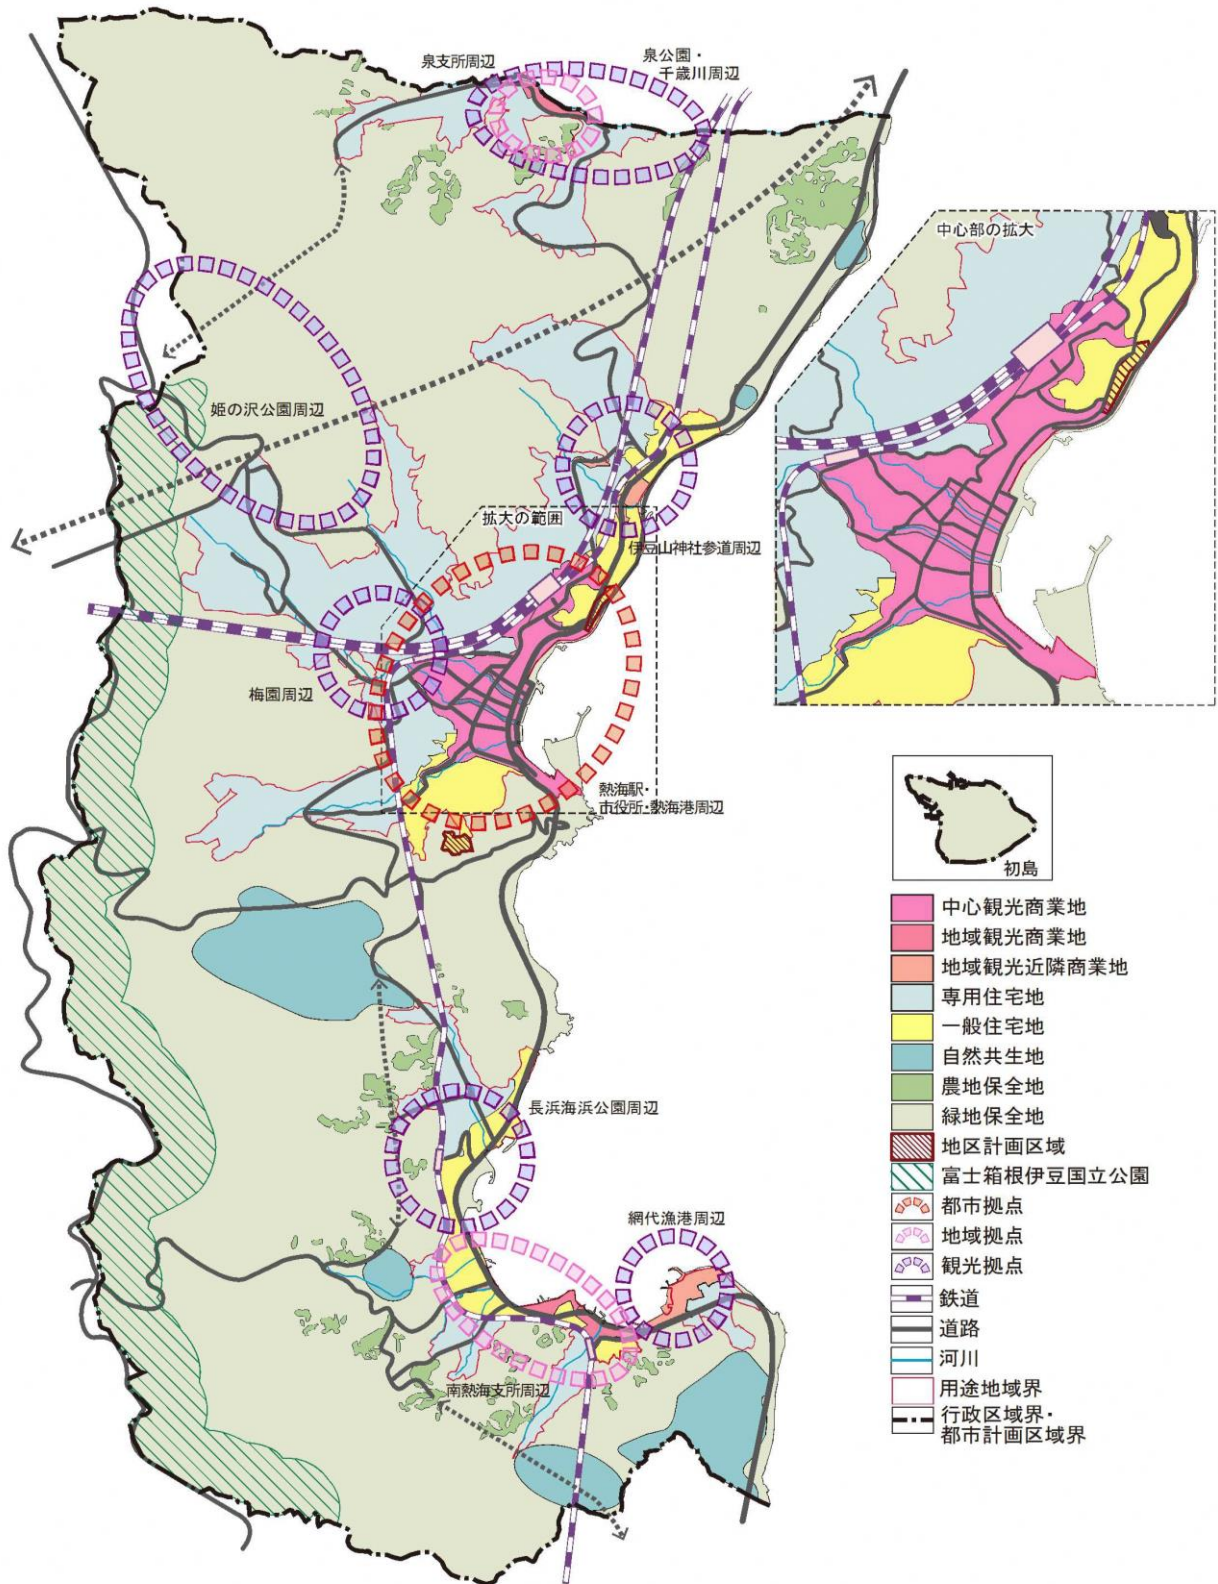 泉支所周辺
泉公園・
千歳川周辺
中心部の拡大
姫の沢公園周辺
拡大の範囲
伊豆山神社参道周辺
梅園周辺
熱海駅・
市役所・熱海港周辺
初島
中心観光商業地
地域観光商業地
地域観光近隣商業地
専用住宅地
一般住宅地
自然共生地
農地保全地
緑地保全地
地区計画区域
富士箱根伊豆国立公園
都市拠点
地域拠点
観光拠点
鉄道
道路
河川
用途地域界
行政区域界・
都市計画区域界
長浜海浜公園周辺
網代漁港周辺
南熱海支所周辺